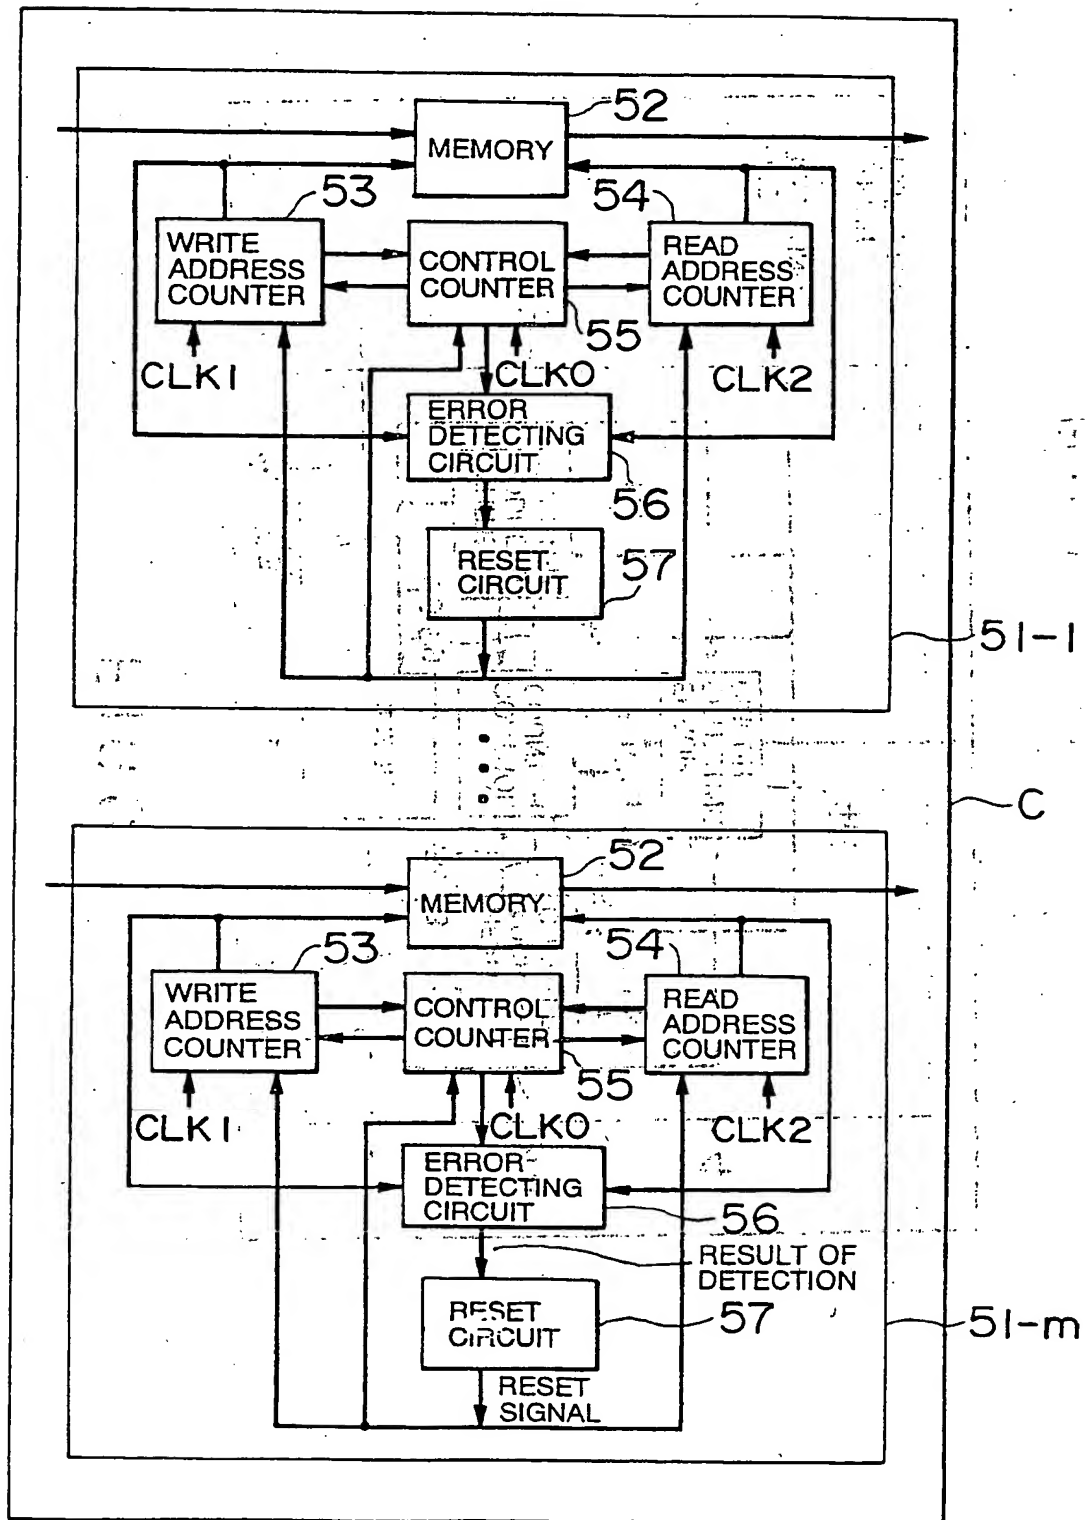 52
MEMORY
53
54
WRITE
ADDRESS
COUNTER
CONTROL
COUNTER
READ
ADDRESS
COUNTER
55
CLK1
CLK0
CLK2
ERROR
DETECTING
CIRCUIT
56
RESET
CIRCUIT
57
51-1
C
52
MEMORY
53
54
WRITE
ADDRESS
COUNTER
CONTROL
COUNTER
READ
ADDRESS
COUNTER
55
CLK1
CLK0
CLK2
ERROR
DETECTING
CIRCUIT
56
RESULT OF
DETECTION
RESET
CIRCUIT
57
51-m
RESET
SIGNAL